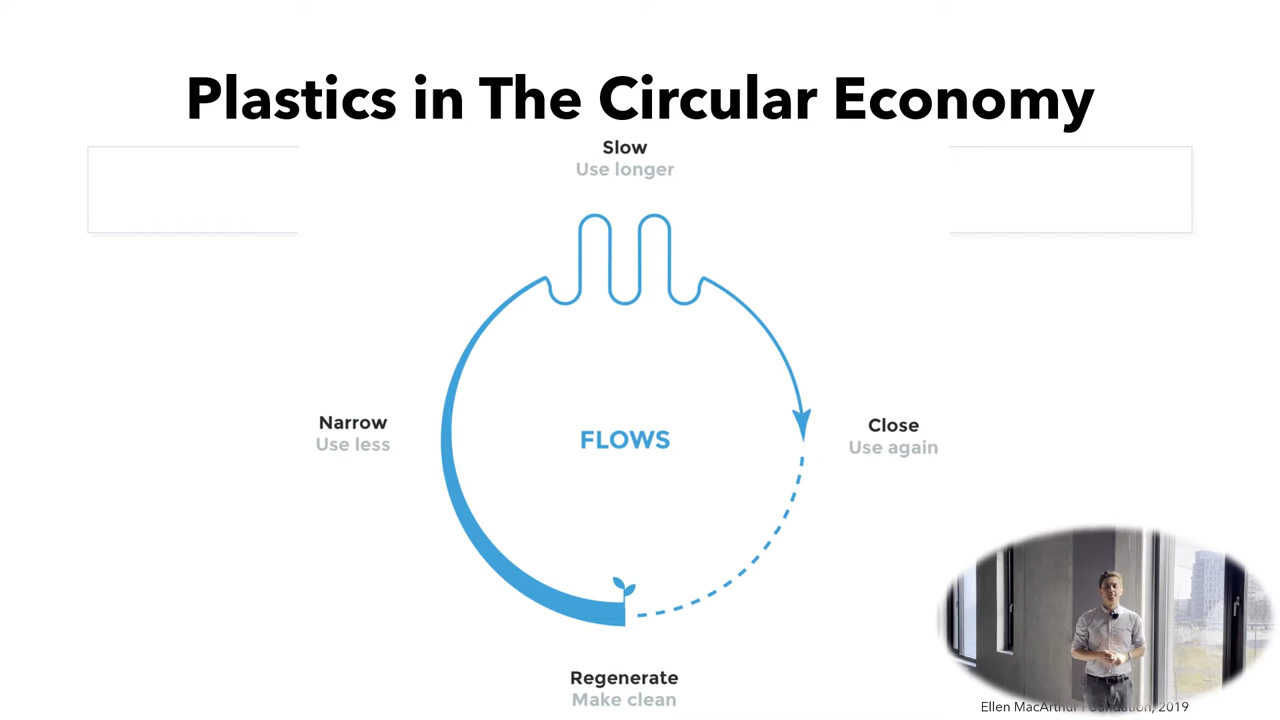 Plastics in The Circular Economy
Slow
Use longer
Narrow
Use less
FLOWS
Close
Use again
Regenerate
Make clean
Ellen MacArthur Foundation, 2019